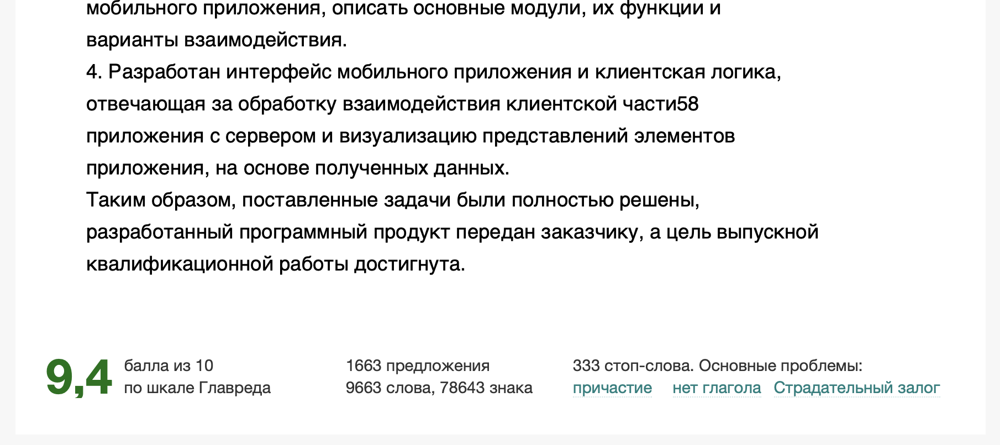 мобильного приложения, описать основные модули, их функции и
варианты взаимодействия.
4. Разработан интерфейс мобильного приложения и клиентская логика,
отвечающая за обработку взаимодействия клиентской части58
приложения с сервером и визуализацию представлений элементов
приложения, на основе полученных данных.
Таким образом, поставленные задачи были полностью решены,
разработанный программный продукт передан заказчику, а цель выпускной
квалификационной работы достигнута.
9,4
балла из 10
по шкале Главреда
1663 предложения
9663 слова, 78643 знака
333 стоп-слова. Основные проблемы:
причастие нет глагола Страдательный залог